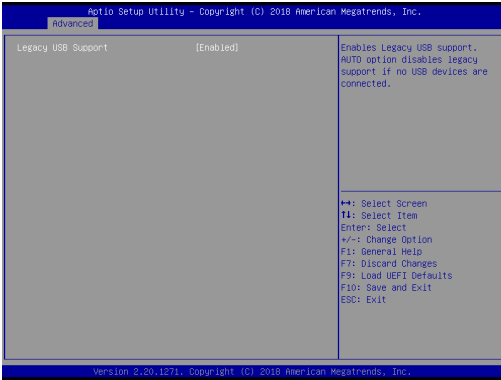 Aptio Setup Utility – Copyright (C) 2018 American Megatrends, Inc.
Advanced
Legacy USB Support [Enabled]
Enables Legacy USB support.
AUTO option disables legacy
support if no USB devices are
connected.
↔: Select Screen
↑↓: Select Item
Enter: Select
+/-: Change Option
F1: General Help
F7: Discard Changes
F9: Load UEFI Defaults
F10: Save and Exit
ESC: Exit
Version 2.20.1271. Copyright (C) 2018 American Megatrends, Inc.